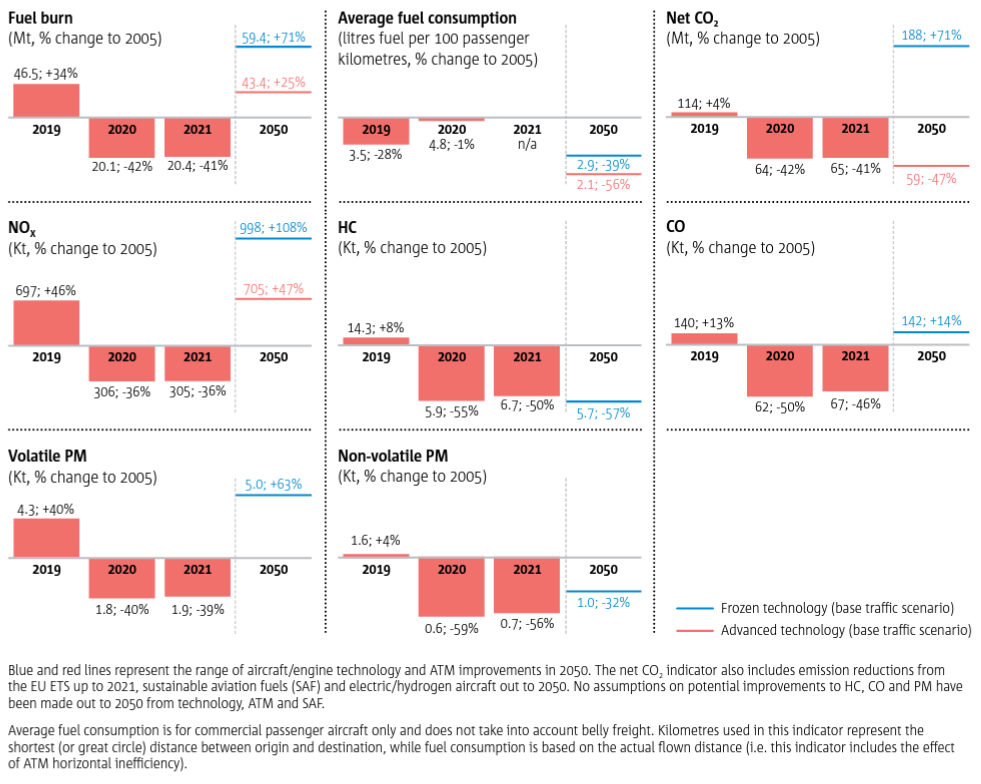 Fuel burn
(Mt, % change to 2005)
59.4; +71%
46.5; +34%
43.4; +25%
2019
2020
2021
2050
20.1; -42%
20.4; -41%
Average fuel consumption
(litres fuel per 100 passenger
kilometres, % change to 2005)
2019
2020
2021
2050
3.5; -28%
4.8; -1%
n/a
2.9; -39%
2.1; -56%
Net CO₂
(Mt, % change to 2005)
188; +71%
114; +4%
2019
2020
2021
2050
64; -42%
65; -41%
59; -47%
NOₓ
(Kt, % change to 2005)
998; +108%
697; +46%
705; +47%
2019
2020
2021
2050
306; -36%
305; -36%
HC
(Kt, % change to 2005)
14.3; +8%
2019
2020
2021
2050
5.9; -55%
6.7; -50%
5.7; -57%
CO
(Kt, % change to 2005)
140; +13%
142; +14%
2019
2020
2021
2050
62; -50%
67; -46%
Volatile PM
(Kt, % change to 2005)
5.0; +63%
4.3; +40%
2019
2020
2021
2050
1.8; -40%
1.9; -39%
Non-volatile PM
(Kt, % change to 2005)
1.6; +4%
2019
2020
2021
2050
0.6; -59%
0.7; -56%
1.0; -32%
Frozen technology (base traffic scenario)
Advanced technology (base traffic scenario)
Blue and red lines represent the range of aircraft/engine technology and ATM improvements in 2050. The net CO₂ indicator also includes emission reductions from
the EU ETS up to 2021, sustainable aviation fuels (SAF) and electric/hydrogen aircraft out to 2050. No assumptions on potential improvements to HC, CO and PM have
been made out to 2050 from technology, ATM and SAF.
Average fuel consumption is for commercial passenger aircraft only and does not take into account belly freight. Kilometres used in this indicator represent the
shortest (or great circle) distance between origin and destination, while fuel consumption is based on the actual flown distance (i.e. this indicator includes the effect
of ATM horizontal inefficiency).